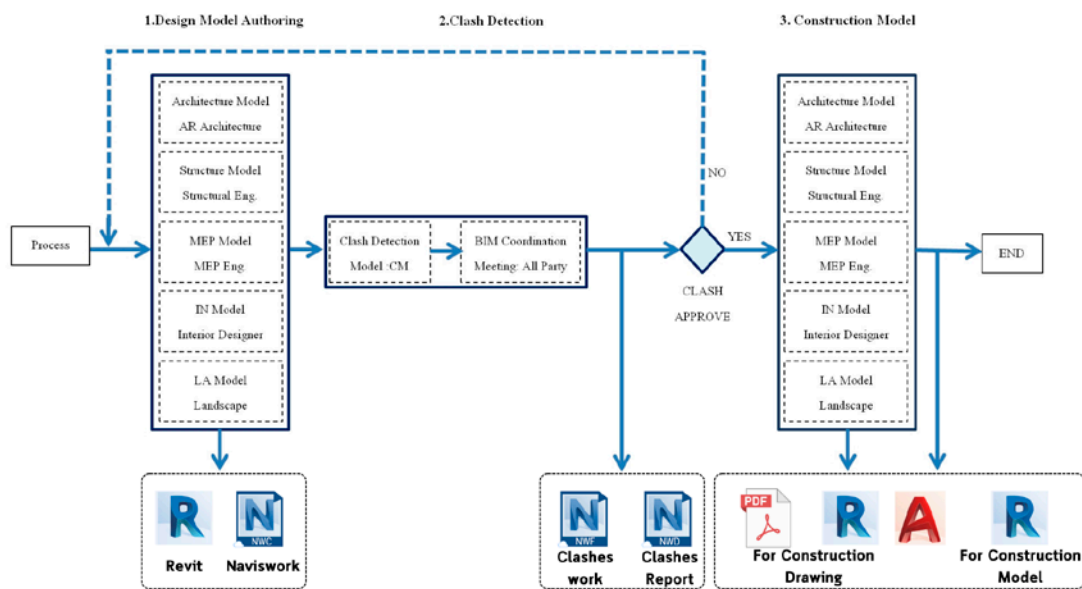 1.Design Model Authoring
2.Clash Detection
3. Construction Model
Process
Architecture Model
AR Architecture
Structure Model
Structural Eng.
MEP Model
MEP Eng.
IN Model
Interior Designer
LA Model
Landscape
Clash Detection
Model :CM
BIM Coordination
Meeting: All Party
NO
YES
CLASH
APPROVE
Architecture Model
AR Architecture
Structure Model
Structural Eng.
MEP Model
MEP Eng.
IN Model
Interior Designer
LA Model
Landscape
END
R
Revit
N
NWC
Naviswork
N
NWF
Clashes
work
N
NWD
Clashes
Report
PDF
R
For Construction
Drawing
A
R
For Construction
Model